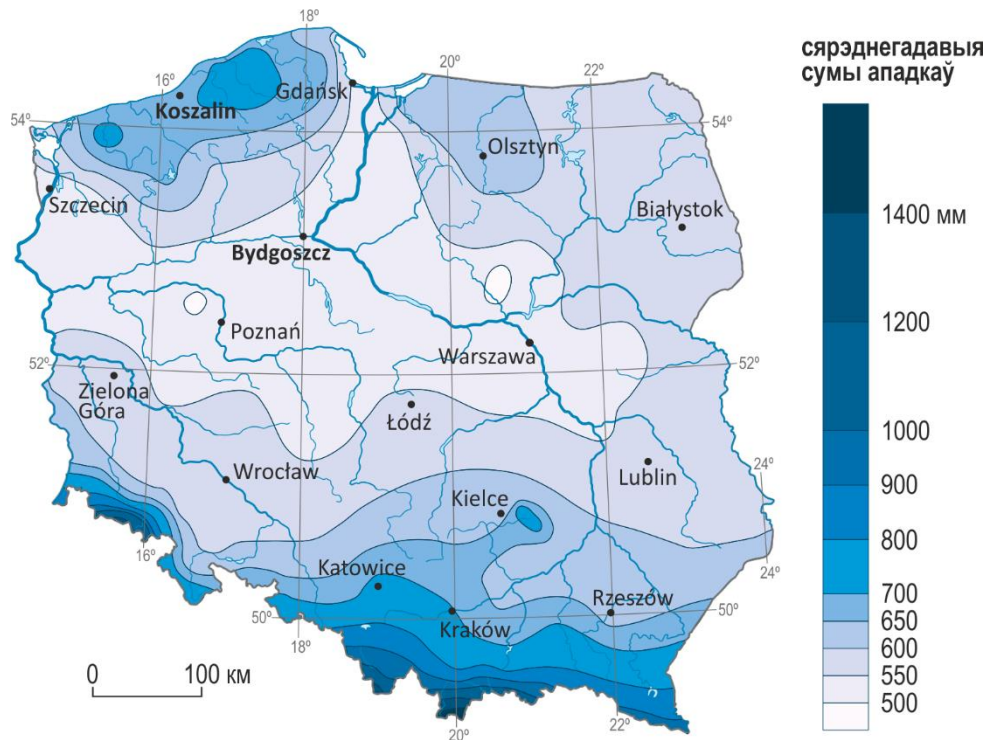 сярэднегадавыя
сумы ападкаў
1400 мм
1200
1000
900
800
700
650
600
550
500
18°
16°
20°
22°
54°
54°
Gdańsk
Koszalin
Olsztyn
Szczecin
Białystok
Bydgoszcz
Poznań
Warszawa
52°
52°
Zielona
Góra
Łódź
Wrocław
Lublin
24°
Kielce
16°
24°
Katowice
Rzeszów
50°
50°
Kraków
18°
22°
20°
0
100 км